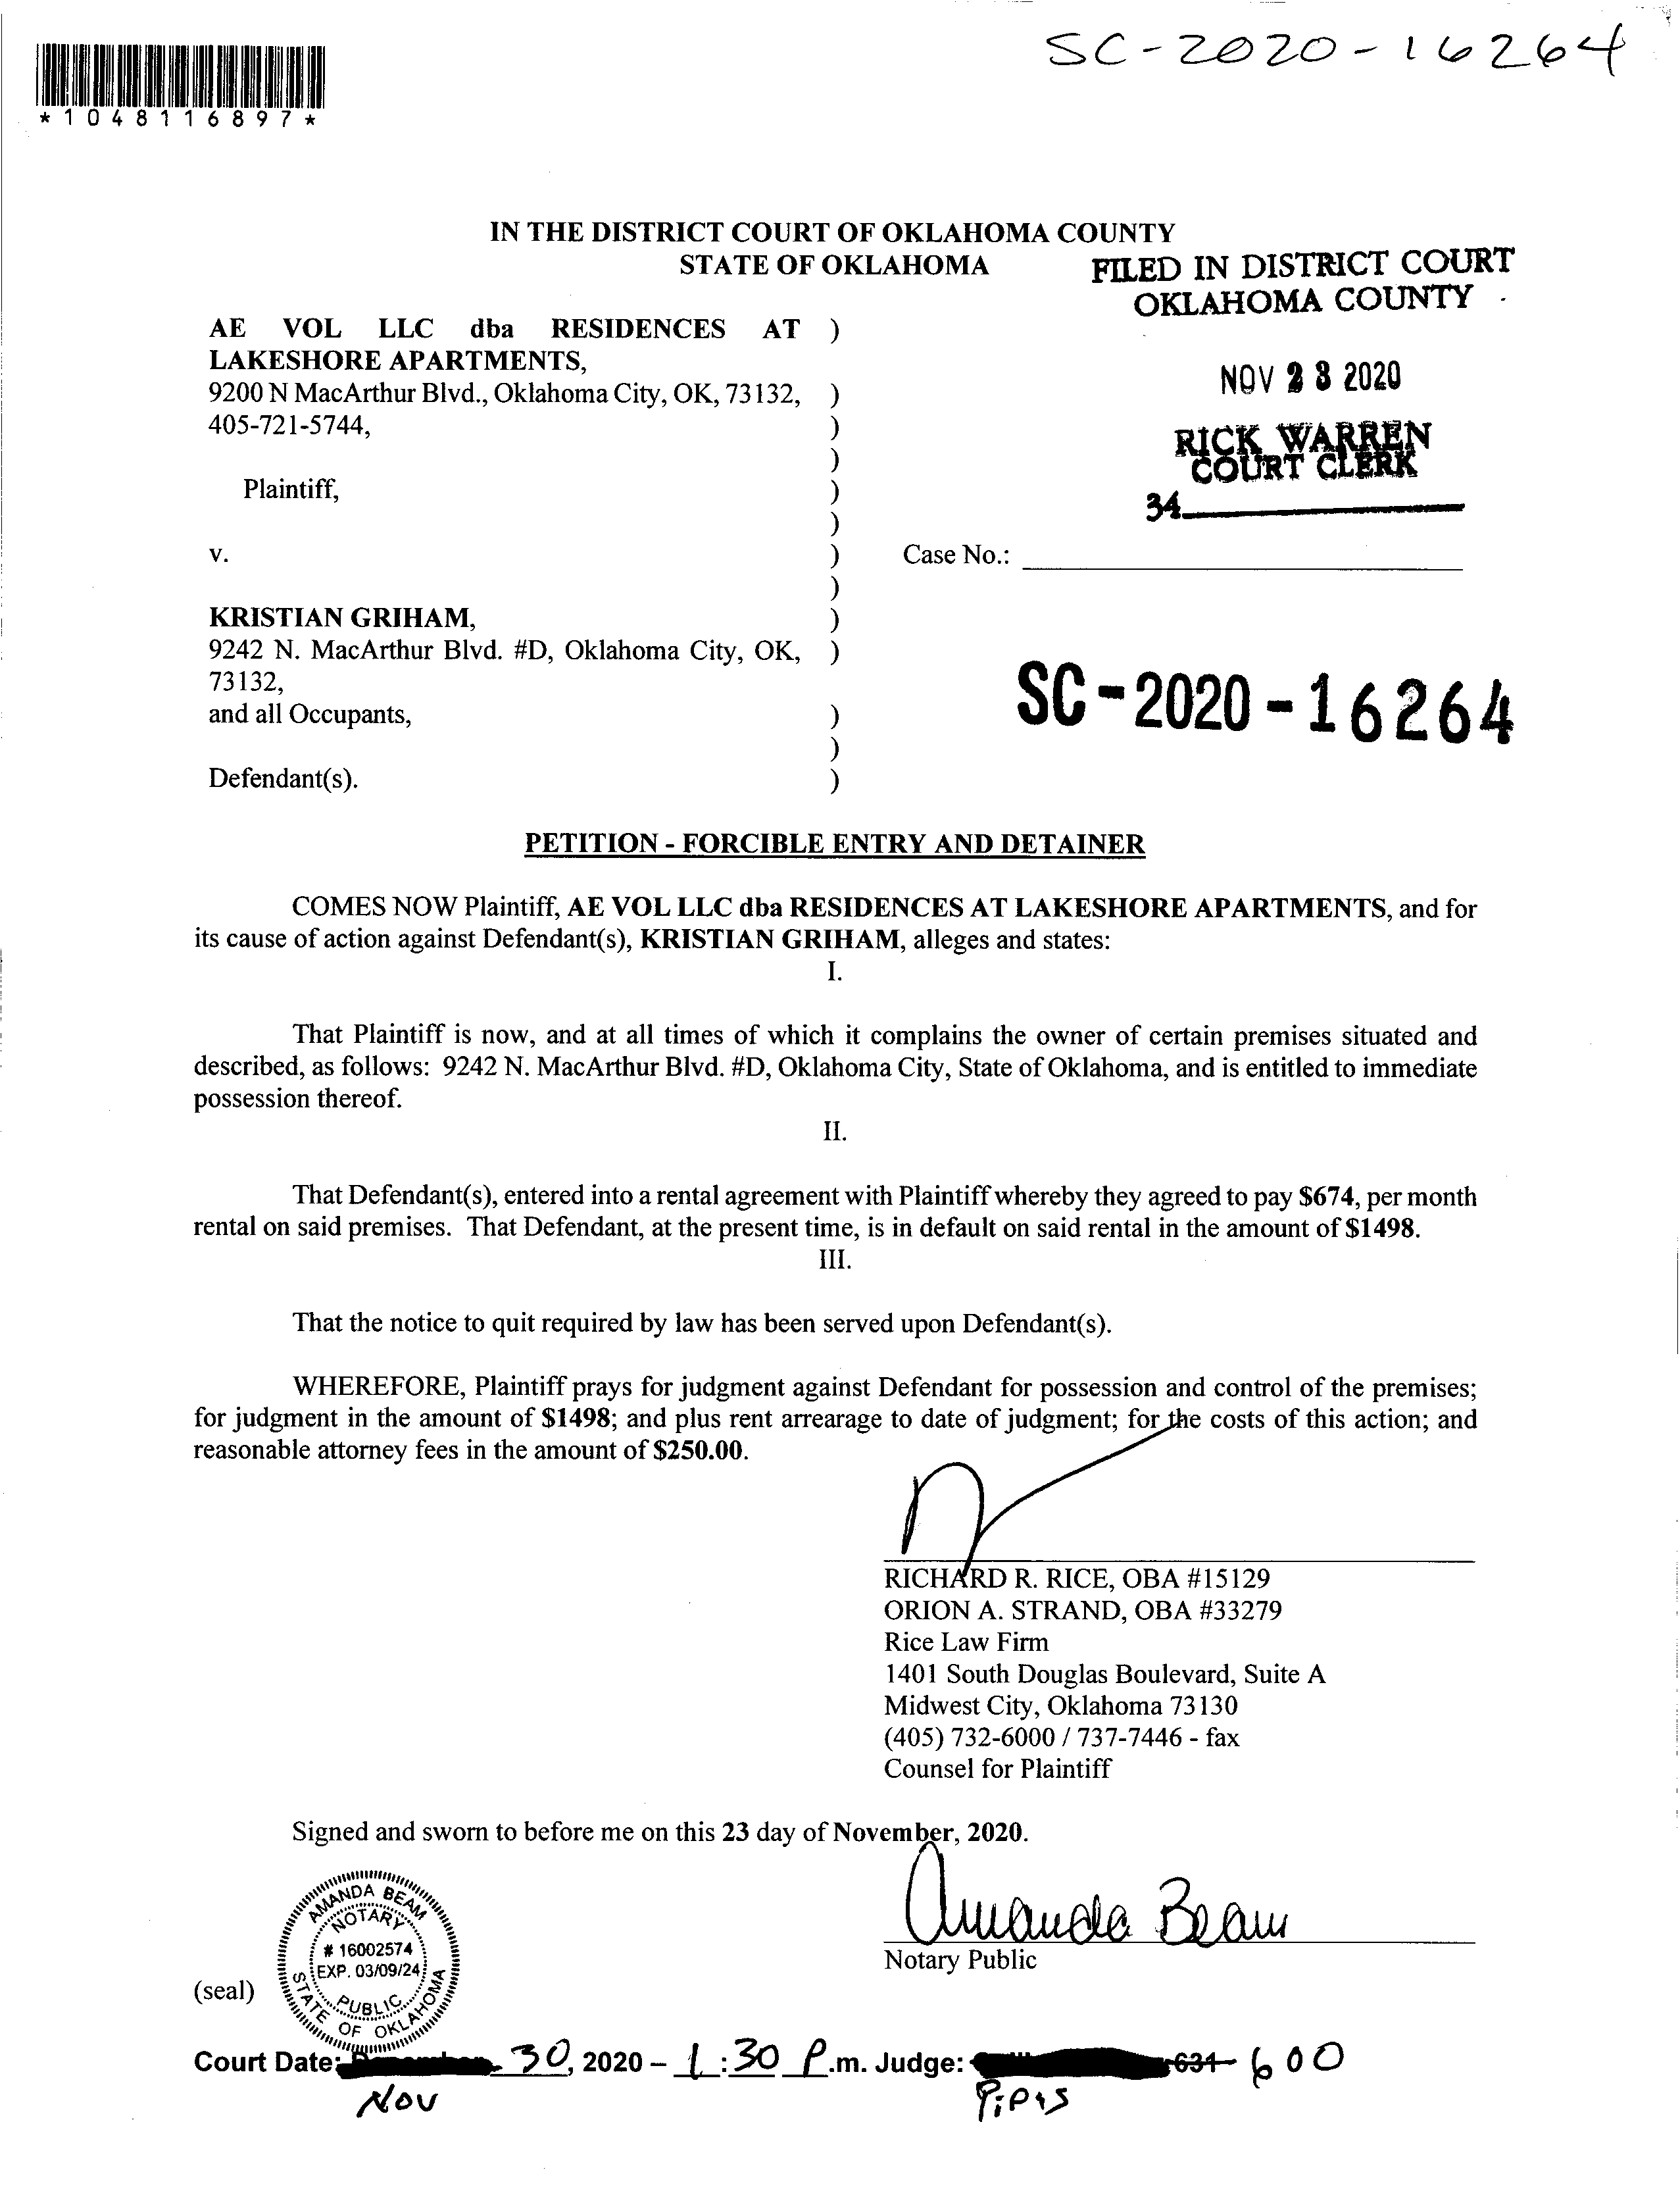 SC-2020-16264
*1048116897*
IN THE DISTRICT COURT OF OKLAHOMA COUNTY
STATE OF OKLAHOMA
FILED IN DISTRICT COURT
OKLAHOMA COUNTY
NOV 23 2020
RICK WARREN
COURT CLERK
34
AE VOL LLC dba RESIDENCES AT )
LAKESHORE APARTMENTS,
9200 N MacArthur Blvd., Oklahoma City, OK, 73132, )
405-721-5744, )
)
Plaintiff, )
)
v. ) Case No.:
)
KRISTIAN GRIHAM, )
9242 N. MacArthur Blvd. #D, Oklahoma City, OK, )
73132,
and all Occupants, )
)
Defendant(s). )
SC-2020-16264
PETITION - FORCIBLE ENTRY AND DETAINER
COMES NOW Plaintiff, AE VOL LLC dba RESIDENCES AT LAKESHORE APARTMENTS, and for
its cause of action against Defendant(s), KRISTIAN GRIHAM, alleges and states:
I.
That Plaintiff is now, and at all times of which it complains the owner of certain premises situated and
described, as follows: 9242 N. MacArthur Blvd. #D, Oklahoma City, State of Oklahoma, and is entitled to immediate
possession thereof.
II.
That Defendant(s), entered into a rental agreement with Plaintiff whereby they agreed to pay $674, per month
rental on said premises. That Defendant, at the present time, is in default on said rental in the amount of $1498.
III.
That the notice to quit required by law has been served upon Defendant(s).
WHEREFORE, Plaintiff prays for judgment against Defendant for possession and control of the premises;
for judgment in the amount of $1498; and plus rent arrearage to date of judgment; for the costs of this action; and
reasonable attorney fees in the amount of $250.00.
RICHARD R. RICE, OBA #15129
ORION A. STRAND, OBA #33279
Rice Law Firm
1401 South Douglas Boulevard, Suite A
Midwest City, Oklahoma 73130
(405) 732-6000 / 737-7446 - fax
Counsel for Plaintiff
Signed and sworn to before me on this 23 day of November, 2020.
Amanda Beam
Notary Public
(seal)
AMANDA BEAM
NOTARY
# 16002574
EXP. 03/09/24
PUBLIC
STATE OF OKLAHOMA
Court Date: 30, 2020 – 1:30 P.m. Judge: 631 600
Nov